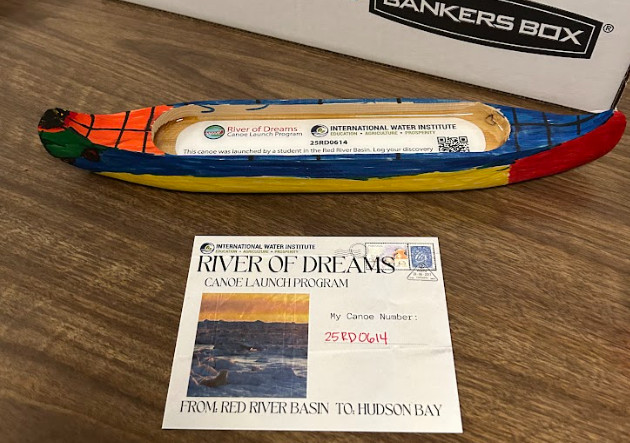 BANKERS BOX®
River of Dreams
Canoe Launch Program
INTERNATIONAL WATER INSTITUTE
EDUCATION • AGRICULTURE • PROSPERITY
25RD0614
This canoe was launched by a student in the Red River Basin. Log your discovery
INTERNATIONAL WATER INSTITUTE
EDUCATION • AGRICULTURE • PROSPERITY
RIVER OF DREAMS
CANOE LAUNCH PROGRAM
My Canoe Number:
25RD0614
FROM: RED RIVER BASIN TO: HUDSON BAY